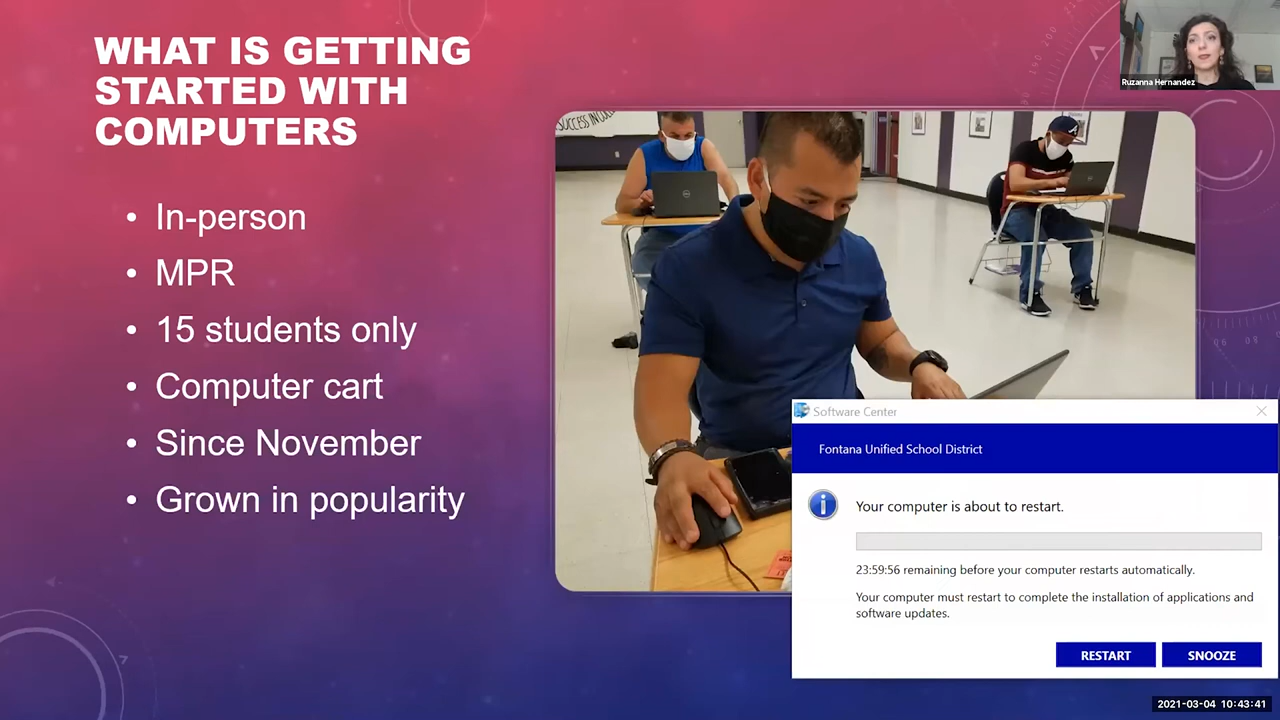 WHAT IS GETTING
STARTED WITH
COMPUTERS
• In-person
• MPR
• 15 students only
• Computer cart
• Since November
• Grown in popularity
Ruzanna Hernandez
SUCCESS IN
Software Center
Fontana Unified School District
Your computer is about to restart.
23:59:56 remaining before your computer restarts automatically.
Your computer must restart to complete the installation of applications and
software updates.
RESTART SNOOZE
2021-03-04 10:43:41